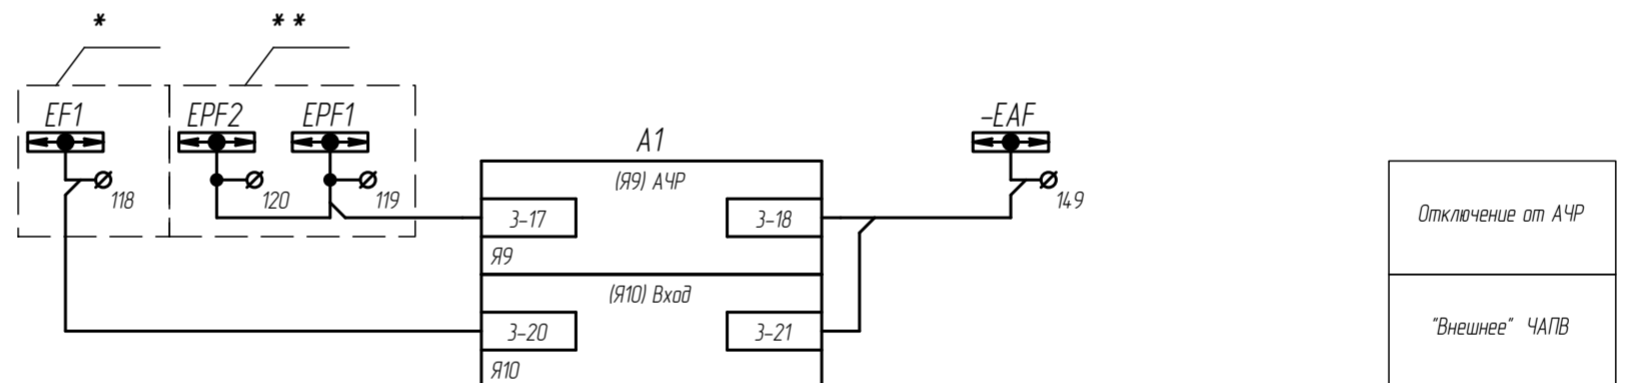 *
* *
EF1
EPF2
EPF1
A1
-EAF
118
120
119
(Я9) АЧР
3-17
3-18
149
Отключение от АЧР
Я9
(Я10) Вход
3-20
3-21
"Внешнее" ЧАПВ
Я10